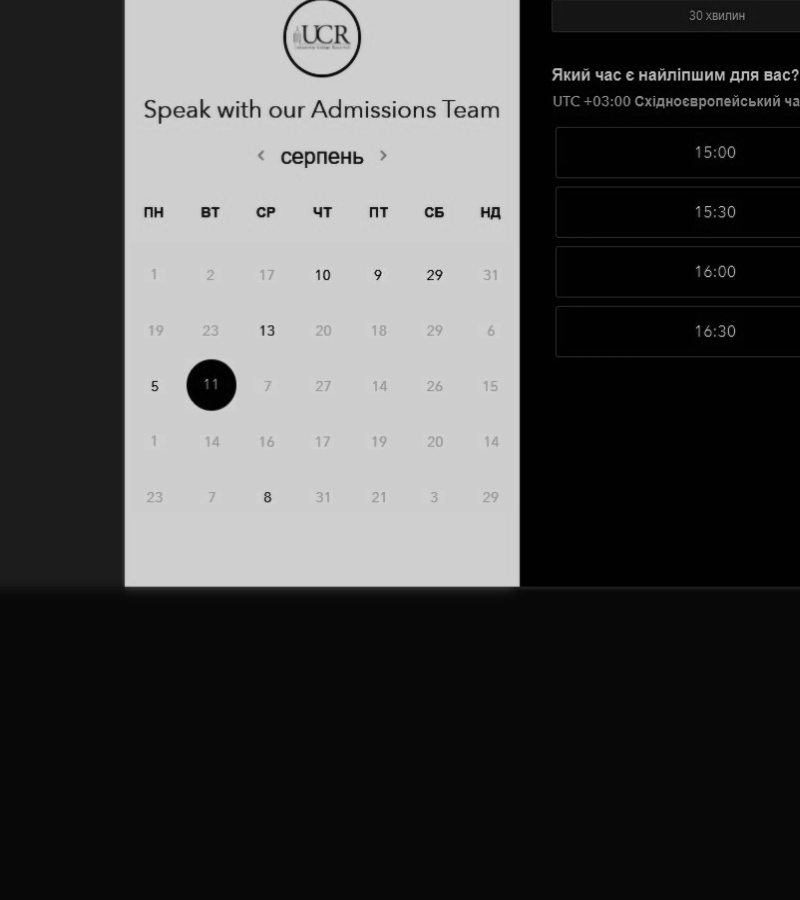 UCR
Speak with our Admissions Team
серпень
ПН ВТ СР ЧТ ПТ СБ НД
1 2 17 10 9 29 31
19 23 13 20 18 29 6
5 11 7 27 14 26 15
1 14 16 17 19 20 14
23 7 8 31 21 3 29
30 хвилин
Який час є найліпшим для вас?
UTC +03:00 Східноєвропейський ча
15:00
15:30
16:00
16:30